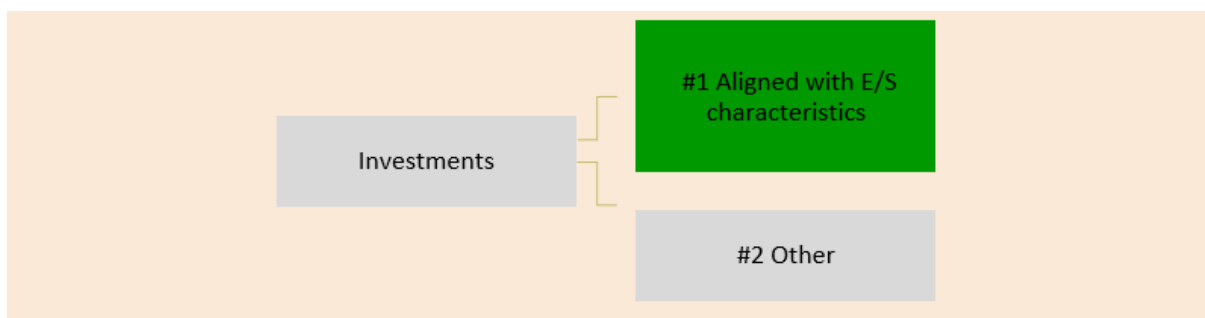 #1 Aligned with E/S
characteristics
Investments
#2 Other